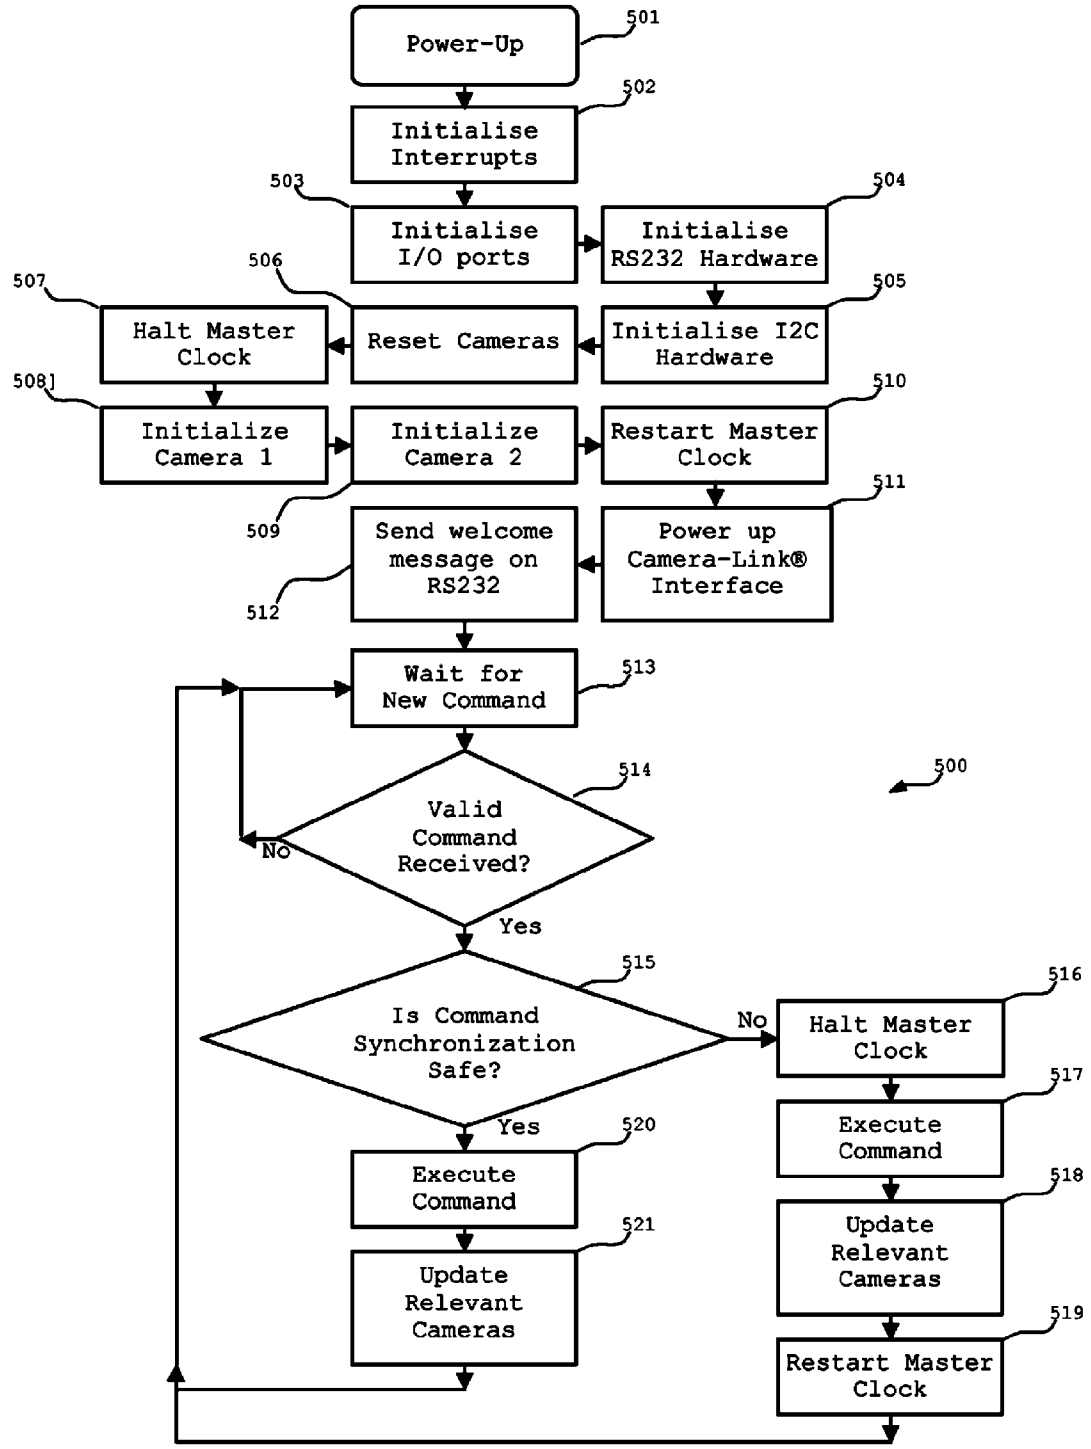 501
Power-Up
502
Initialise
Interrupts
503
504
Initialise
I/O ports
Initialise
RS232 Hardware
506
507
505
Halt Master
Clock
Reset Cameras
Initialise I2C
Hardware
508]
510
Initialize
Camera 1
Initialize
Camera 2
Restart Master
Clock
511
509
Send welcome
message on
RS232
Power up
Camera-Link®
Interface
512
Wait for
New Command
513
500
514
Valid
Command
Received?
No
Yes
515
516
Is Command
Synchronization
Safe?
No
Halt Master
Clock
517
Yes
520
Execute
Command
Execute
Command
518
521
Update
Relevant
Cameras
Update
Relevant
Cameras
519
Restart Master
Clock